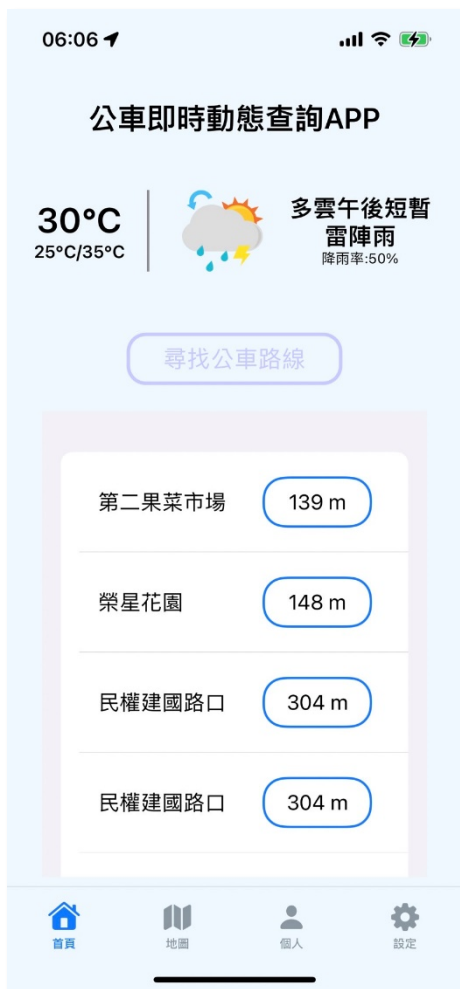 06:06
公車即時動態查詢APP
30°C
25°C/35°C
多雲午後短暫
雷陣雨
降雨率:50%
尋找公車路線
第二果菜市場 139 m
榮星花園 148 m
民權建國路口 304 m
民權建國路口 304 m
首頁 地圖 個人 設定